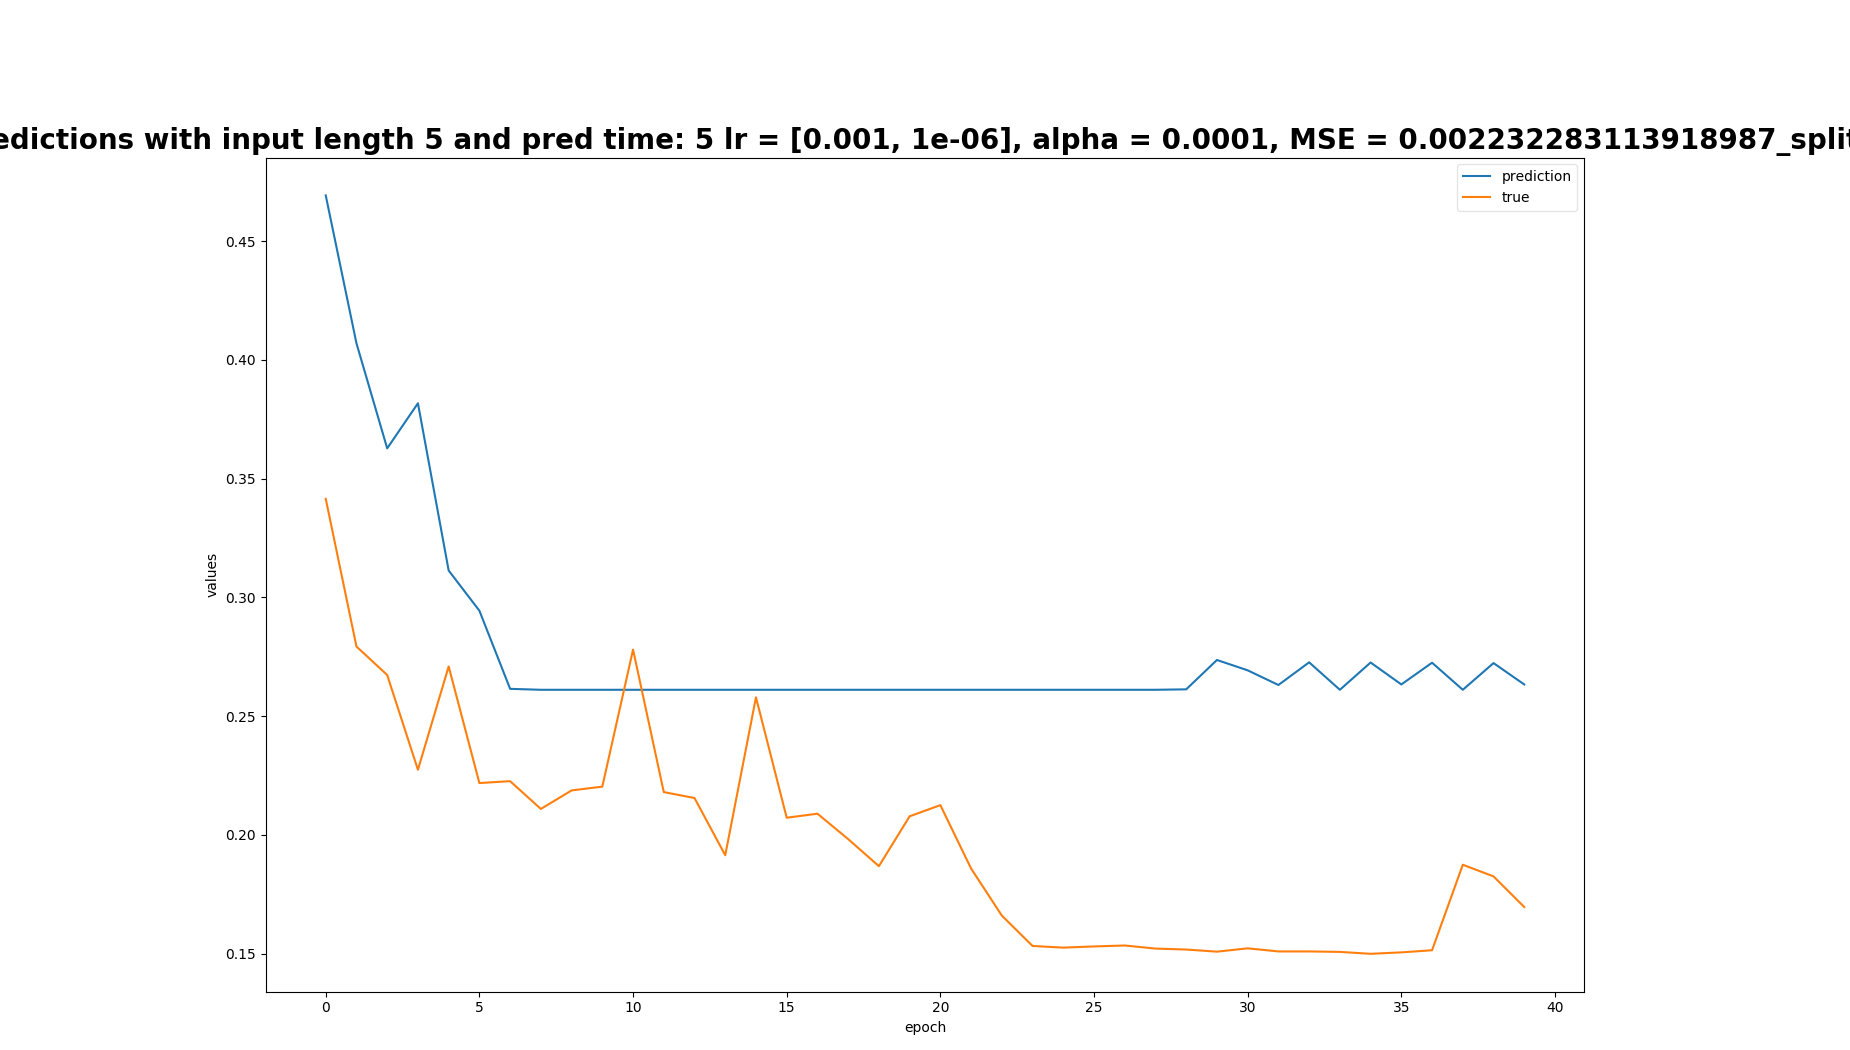 edictions with input length 5 and pred time: 5 lr = [0.001, 1e-06], alpha = 0.0001, MSE = 0.002232283113918987_split
prediction
true
0.45
0.40
0.35
0.30
0.25
0.20
0.15
values
0 5 10 15 20 25 30 35 40
epoch